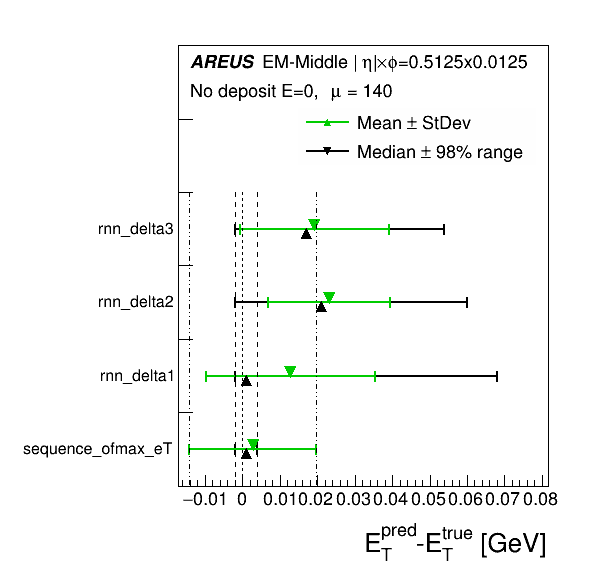 AREUS EM-Middle | η|×ϕ=0.5125x0.0125
No deposit E=0, μ = 140
Mean ± StDev
Median ± 98% range
rnn_delta3
rnn_delta2
rnn_delta1
sequence_ofmax_eT
−0.01 0 0.01 0.02 0.03 0.04 0.05 0.06 0.07 0.08
E_T^pred-E_T^true [GeV]